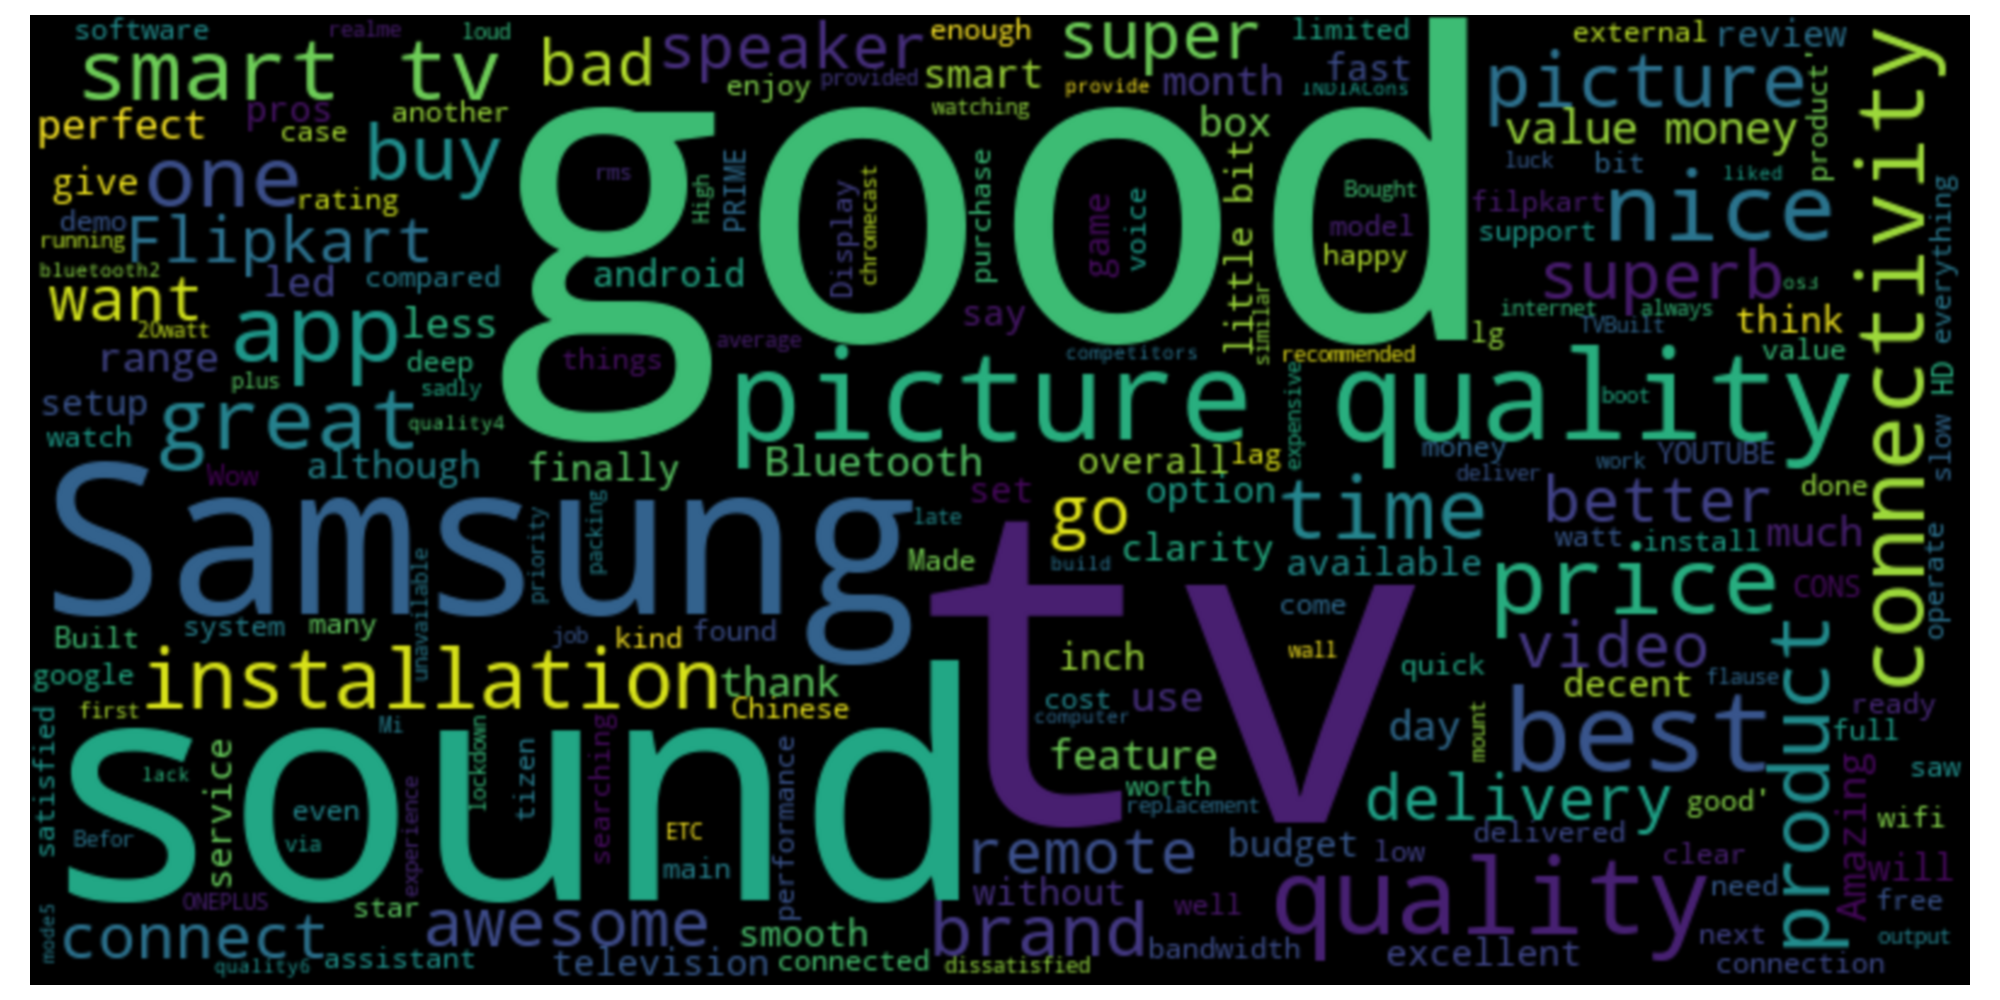 software realme loud
smart tv
bad
speaker
enough
super
limited
external
review
enjoy
provided
smart
provide
month
fast
INDIACons
picture
product'
connectivity
perfect
pros
case
another
watching
good
box
value money
buy
give
one
rating
rms
High
PRIME
Display
chromecast
purchase
game
voice
little bit
Bought
model
happy
luck
bit
liked
filpkart
nice
support
demo
running
Flipkart
bluetooth2
led
compared
android
superb
want
20watt
app
less
say
similar
lg
internet
always
TVBuilt
think
everything
range
plus
deep
sadly
things
average
competitors
recommended
value
setup
great
quality4
picture quality
boot
expensive
HD
watch
Wow
although
finally
Bluetooth
overall
lag
money
deliver
work
YOUTUBE
slow
Samsung
set
option
go
time
better
done
late
priority
packing
unavailable
Made
build
clarity
available
watt
install
much
tv
price
CONS
operate
Built
system
many
job
kind
found
come
wall
inch
video
google
installation
thank
quick
decent
flause
first
Chinese
Mi
cost
computer
use
day
mount
best
product
ready
full
sound
satisfied
lack
service
even
via
Befor
lockdown
tizen
experience
searching
ETC
main
performance
feature
worth
replacement
delivery
good'
Amazing
saw
wifi
remote
budget
low
delivered
clear
will
ONEPLUS
star
without
well
quality
need
free
mode5
connect
awesome
smooth
brand
bandwidth
excellent
next
output
quality6
assistant
television
connected
dissatisfied
connection